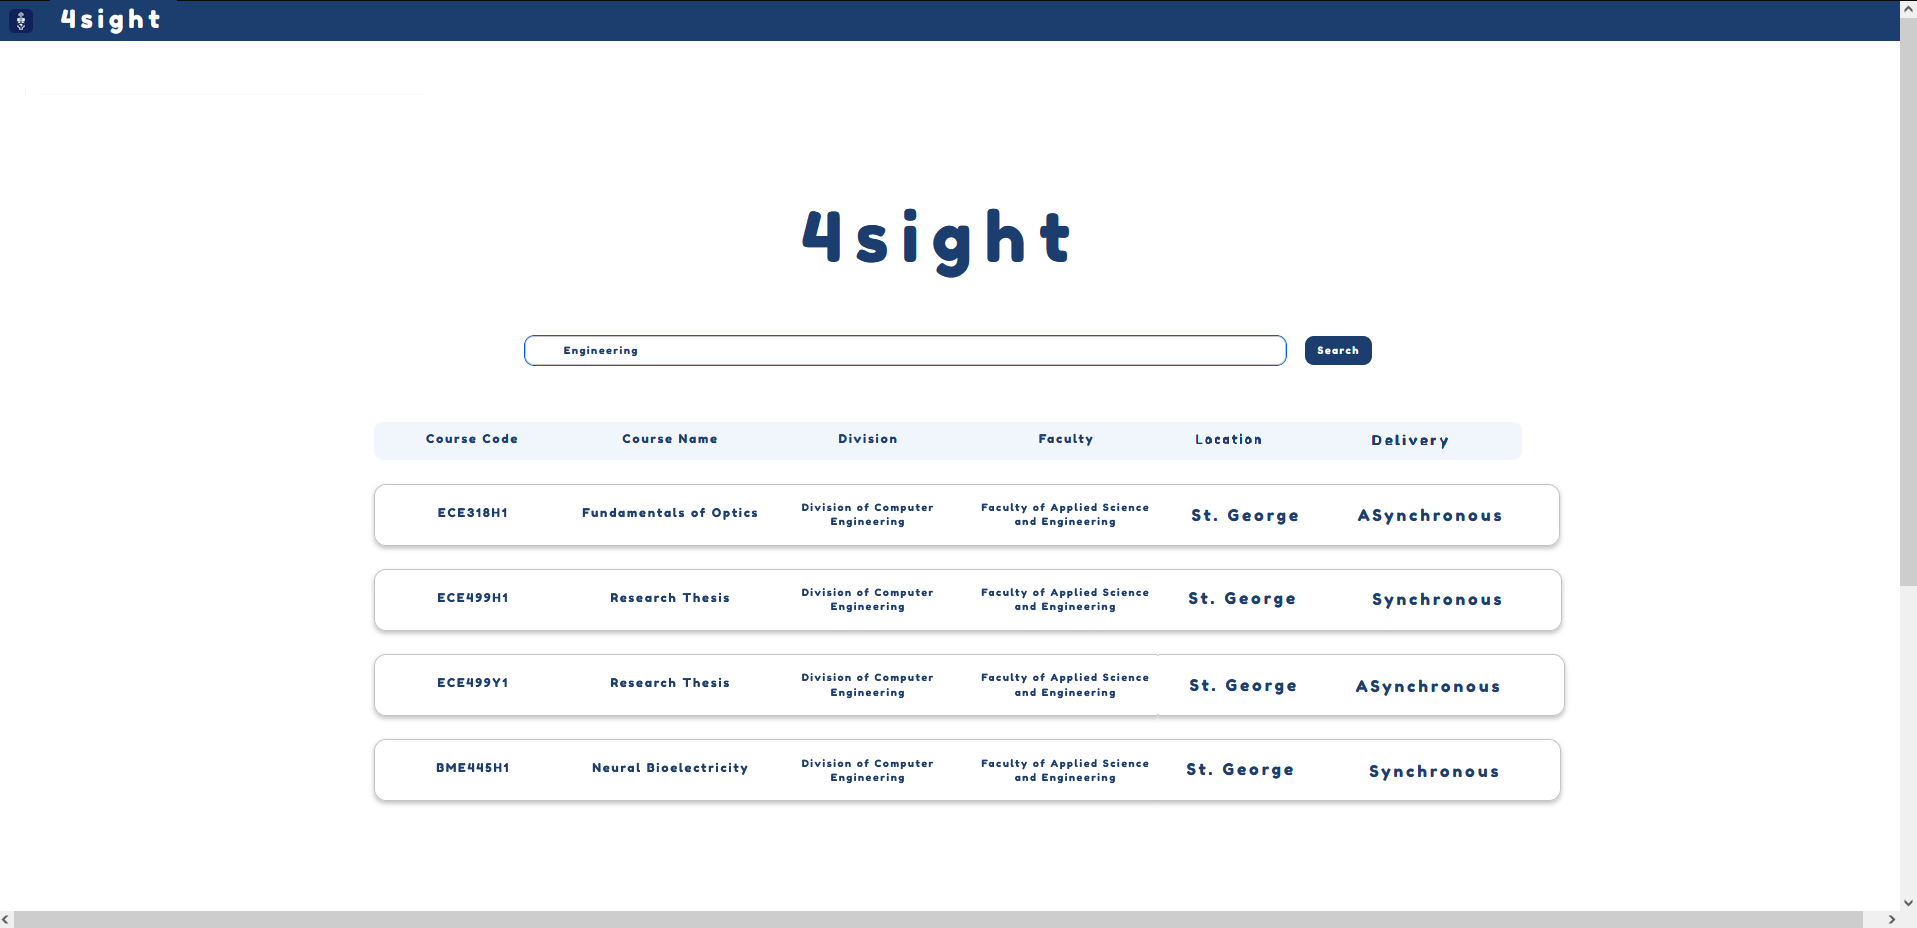 4sight
4sight
Engineering
Search
Course Code Course Name Division Faculty Location Delivery
ECE318H1 Fundamentals of Optics Division of Computer Engineering Faculty of Applied Science and Engineering St. George ASynchronous
ECE499H1 Research Thesis Division of Computer Engineering Faculty of Applied Science and Engineering St. George Synchronous
ECE499Y1 Research Thesis Division of Computer Engineering Faculty of Applied Science and Engineering St. George ASynchronous
BME445H1 Neural Bioelectricity Division of Computer Engineering Faculty of Applied Science and Engineering St. George Synchronous